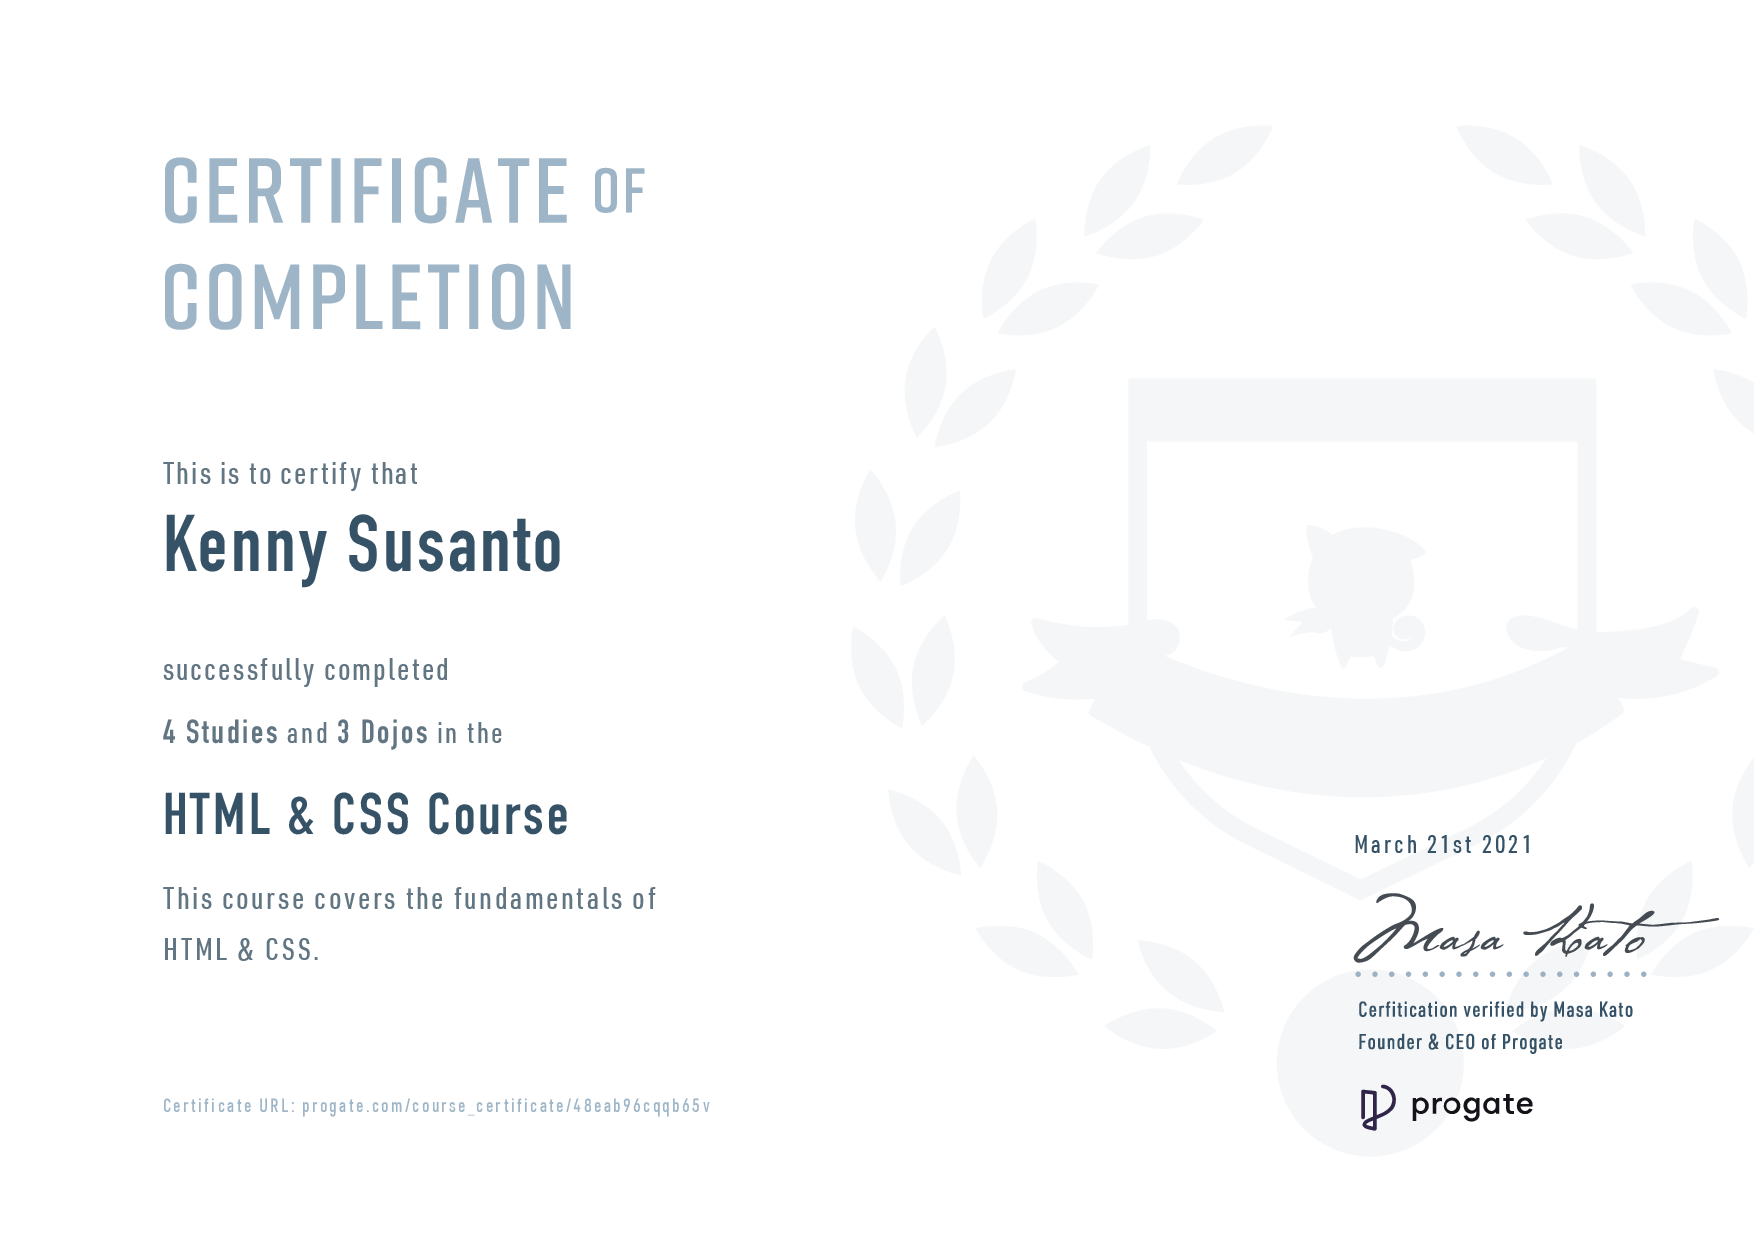 CERTIFICATE OF
COMPLETION
This is to certify that
Kenny Susanto
successfully completed
4 Studies and 3 Dojos in the
HTML & CSS Course
This course covers the fundamentals of
HTML & CSS.
March 21st 2021
Masa Kato
Cerfitication verified by Masa Kato
Founder & CEO of Progate
Certificate URL: progate.com/course_certificate/48eab96cqqb65v
progate